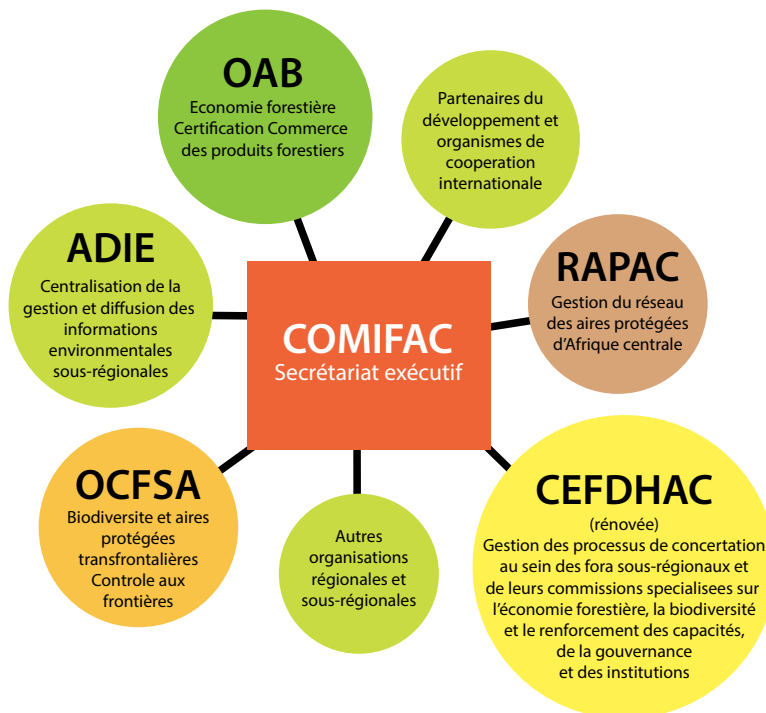 OAB
Economie forestière
Certification Commerce
des produits forestiers
Partenaires du
développement et
organismes de
cooperation
internationale
ADIE
Centralisation de la
gestion et diffusion des
informations
environmentales
sous-régionales
RAPAC
Gestion du réseau
des aires protégées
d'Afrique centrale
COMIFAC
Secrétariat exécutif
OCFSA
Biodiversite et aires
protégées
transfrontalières
Controle aux
frontières
Autres
organisations
régionales et
sous-régionales
CEFDHAC
(rénovée)
Gestion des processus de concertation
au sein des fora sous-régionaux et
de leurs commissions specialisees sur
l'économie forestière, la biodiversité
et le renforcement des capacités,
de la gouvernance
et des institutions